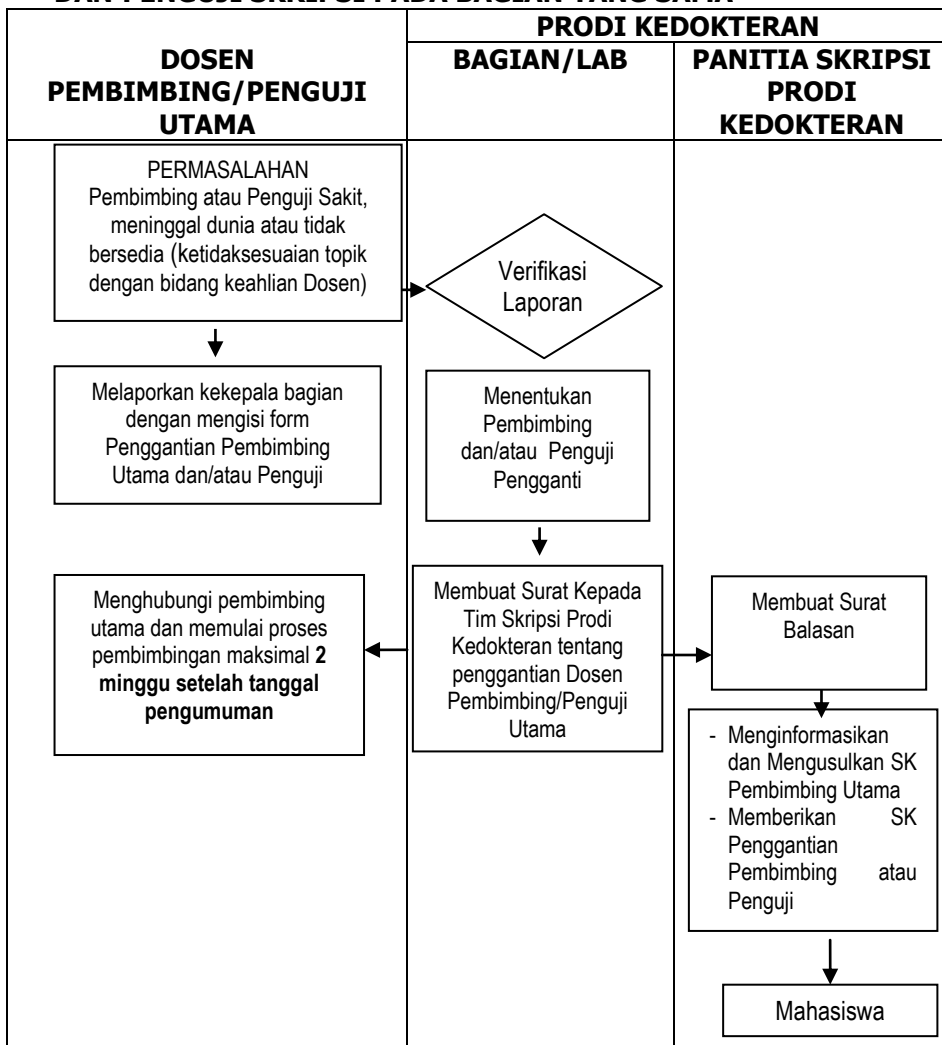 DAN PENGUJI SKRIPSI PADA BAGIAN YANG SAMA
PRODI KEDOKTERAN
DOSEN
PEMBIMBING/PENGUJI
UTAMA
BAGIAN/LAB
PANITIA SKRIPSI
PRODI
KEDOKTERAN
PERMASALAHAN
Pembimbing atau Penguji Sakit,
meninggal dunia atau tidak
bersedia (ketidaksesuaian topik
dengan bidang keahlian Dosen)
Verifikasi
Laporan
Melaporkan kekepala bagian
dengan mengisi form
Penggantian Pembimbing
Utama dan/atau Penguji
Menentukan
Pembimbing
dan/atau Penguji
Pengganti
Menghubungi pembimbing
utama dan memulai proses
pembimbingan maksimal 2
minggu setelah tanggal
pengumuman
Membuat Surat Kepada
Tim Skripsi Prodi
Kedokteran tentang
penggantian Dosen
Pembimbing/Penguji
Utama
Membuat Surat
Balasan
- Menginformasikan
dan Mengusulkan SK
Pembimbing Utama
- Memberikan SK
Penggantian
Pembimbing atau
Penguji
Mahasiswa